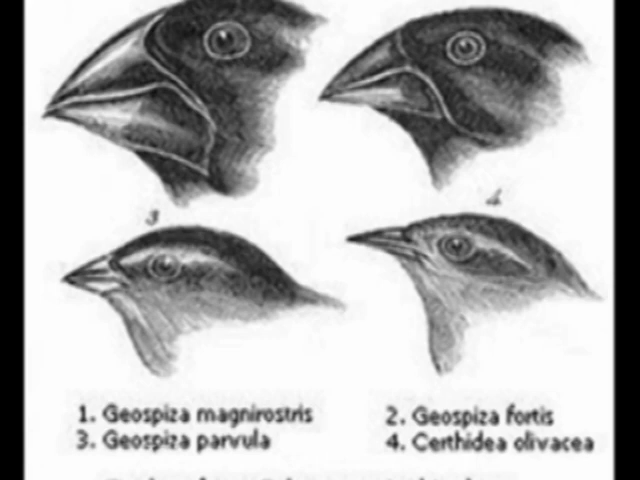 3
4
1. Geospiza magnirostris
2. Geospiza fortis
3. Geospiza parvula
4. Certhidea olivacea